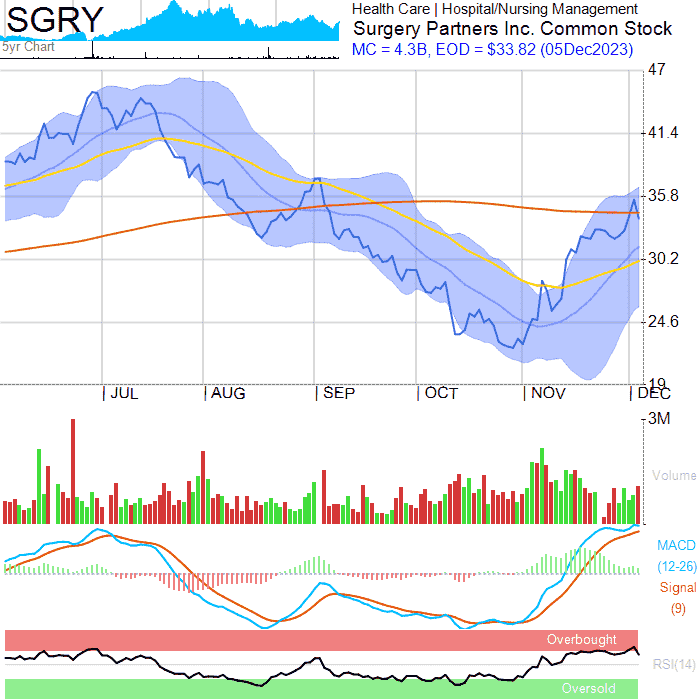 SGRY
5yr Chart
Health Care | Hospital/Nursing Management
Surgery Partners Inc. Common Stock
MC = 4.3B, EOD = $33.82 (05Dec2023)
47
41.4
35.8
30.2
24.6
19
JUL
AUG
SEP
OCT
NOV
DEC
3M
Volume
MACD
(12-26)
Signal
(9)
Overbought
RSI(14)
Oversold